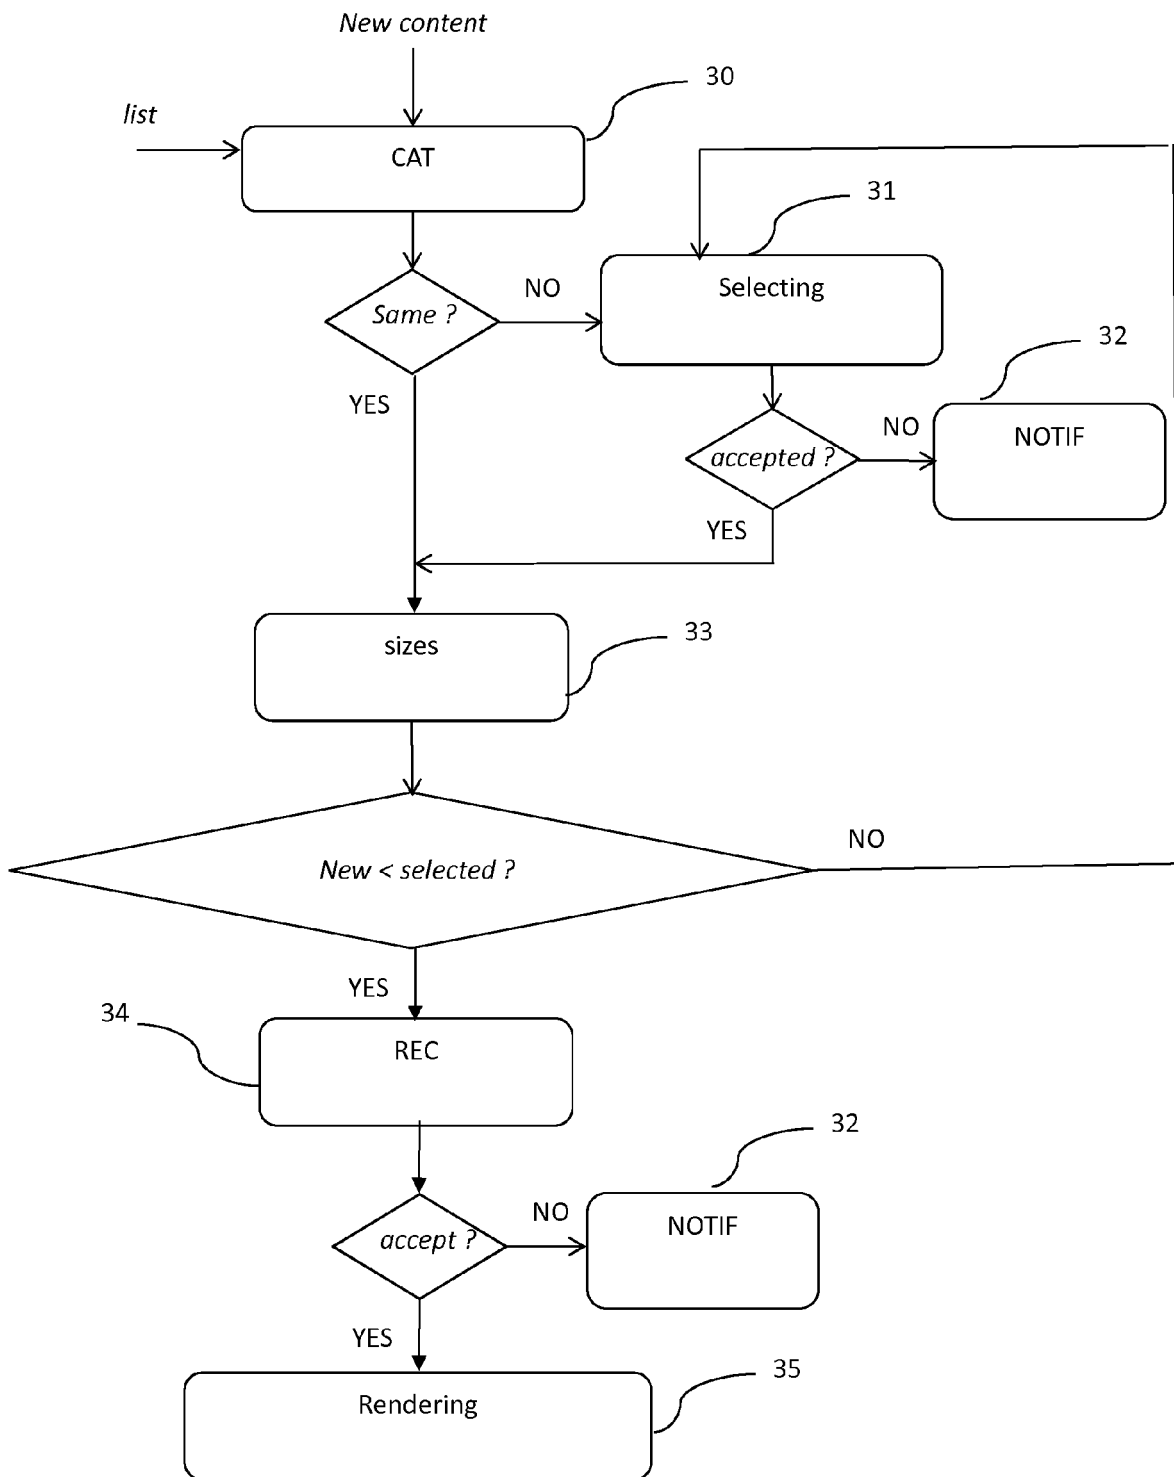 New content
30
list
CAT
31
Selecting
NO
Same ?
32
YES
NO
NOTIF
accepted ?
YES
33
sizes
NO
New < selected ?
YES
34
REC
32
NO
NOTIF
accept ?
YES
35
Rendering